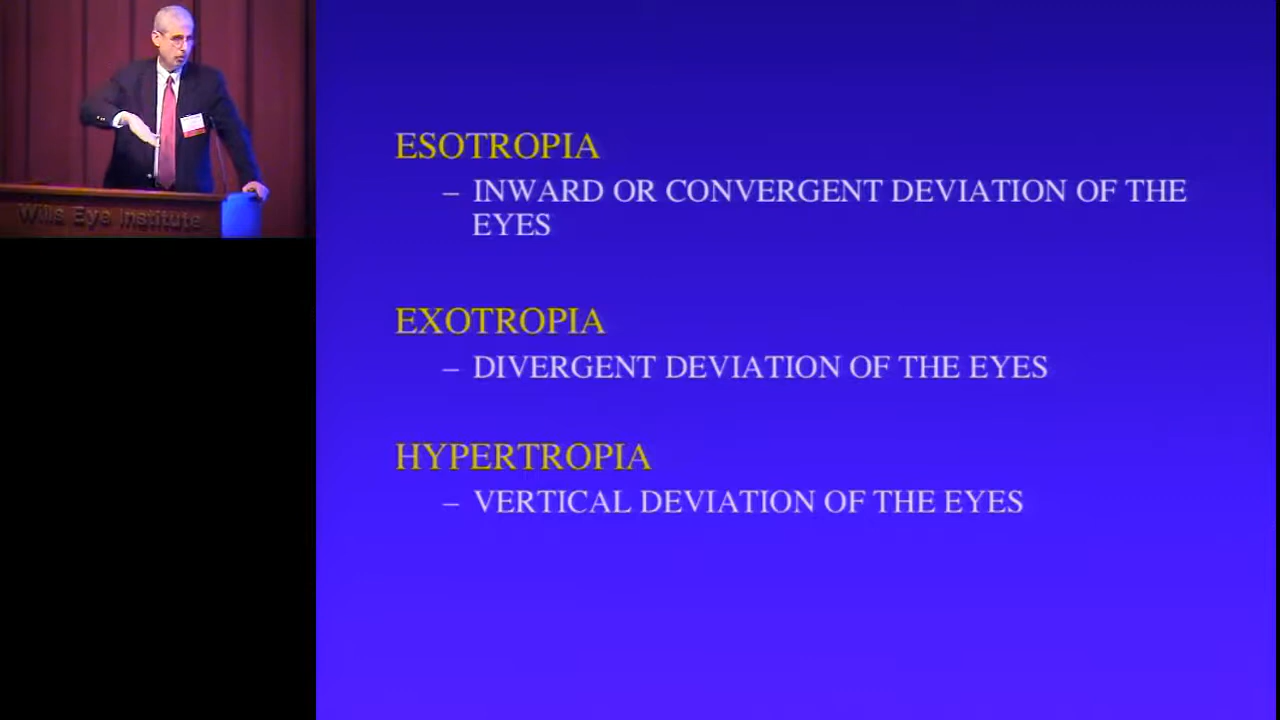 Wills Eye Institute
ESOTROPIA
– INWARD OR CONVERGENT DEVIATION OF THE
EYES
EXOTROPIA
– DIVERGENT DEVIATION OF THE EYES
HYPERTROPIA
– VERTICAL DEVIATION OF THE EYES